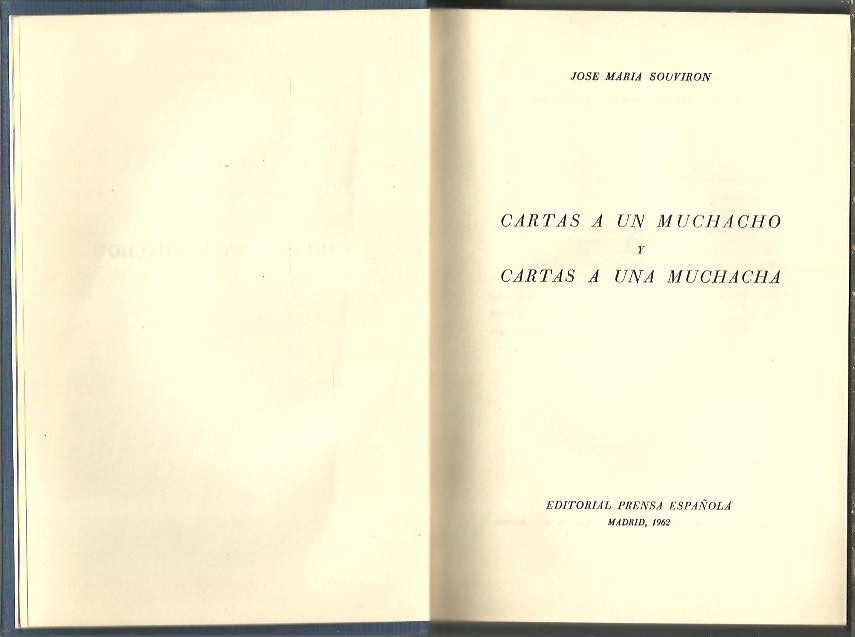 JOSE MARIA SOUVIRON
CARTAS A UN MUCHACHO
Y
CARTAS A UNA MUCHACHA
EDITORIAL PRENSA ESPAÑOLA
MADRID, 1962